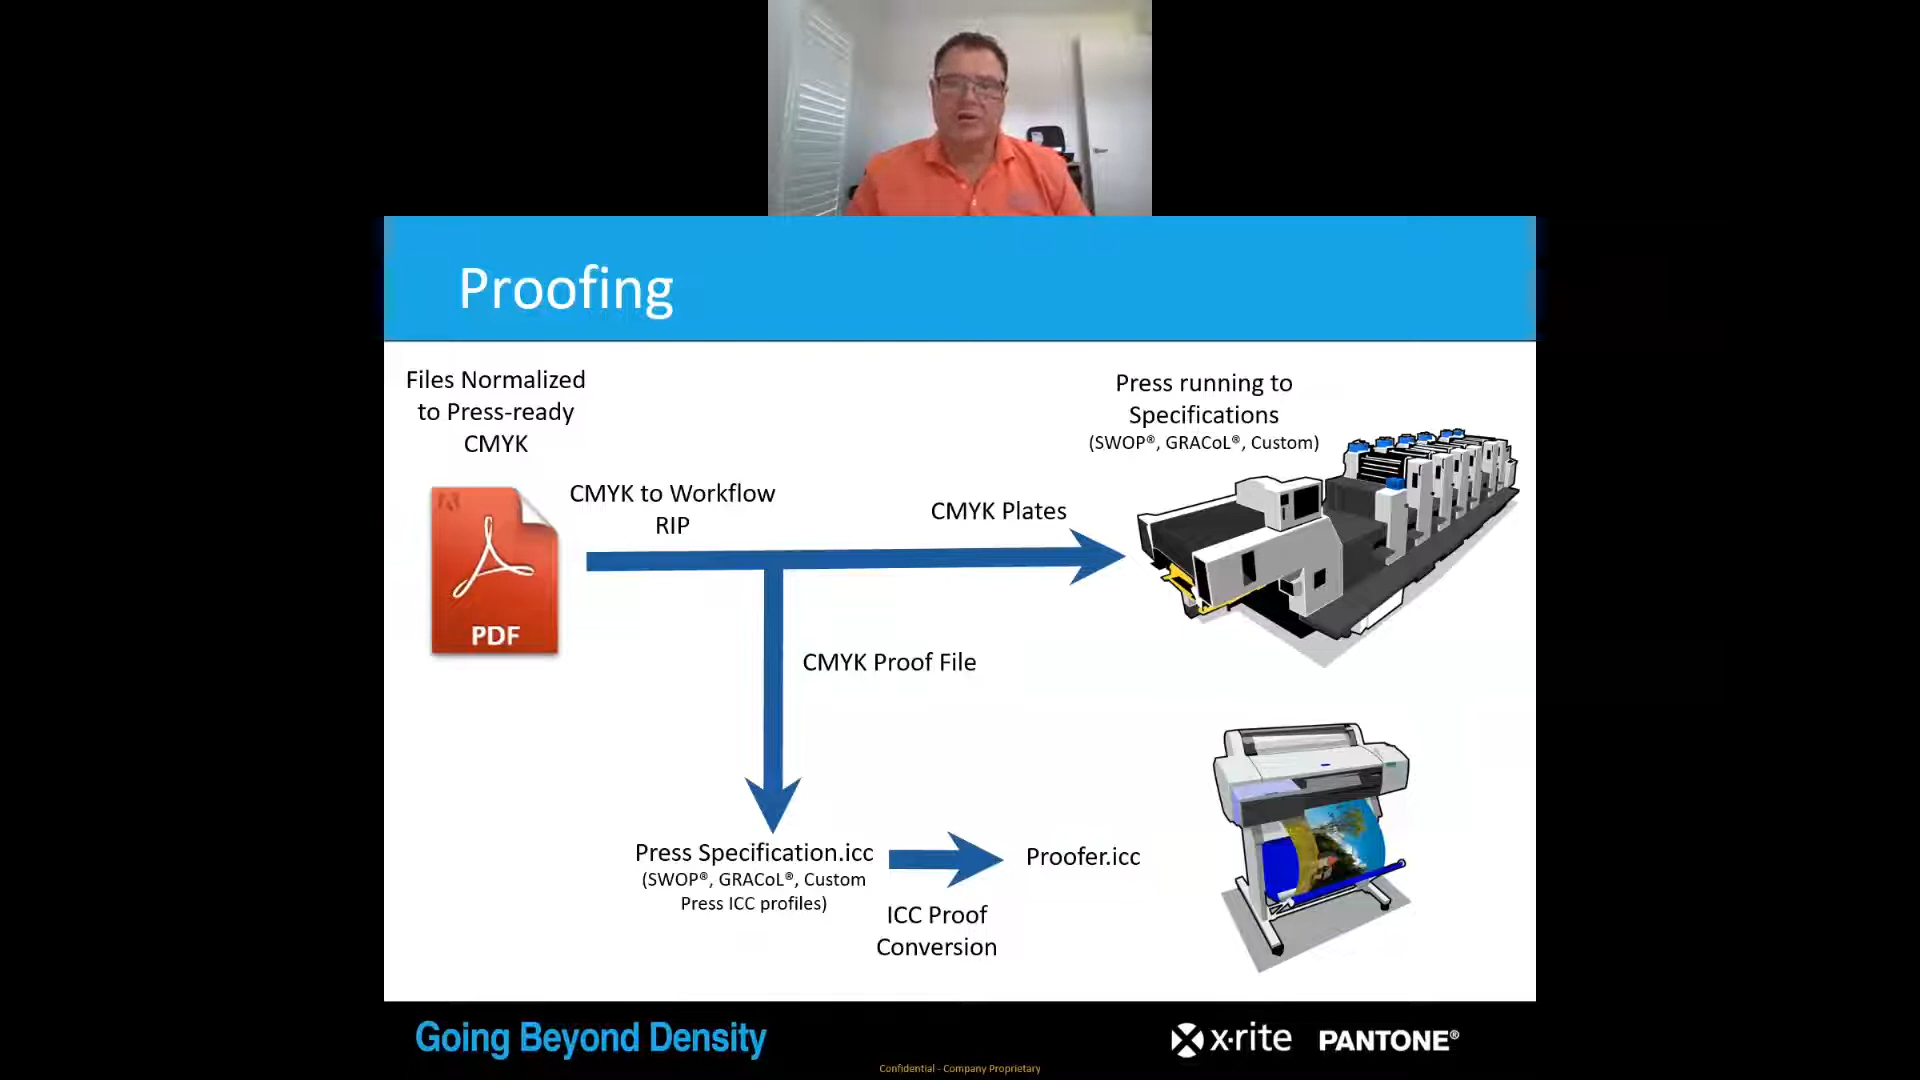 Proofing
Files Normalized
to Press-ready
CMYK
Press running to
Specifications
(SWOP®, GRACoL®, Custom)
CMYK to Workflow
RIP
CMYK Plates
PDF
CMYK Proof File
Press Specification.icc
(SWOP®, GRACoL®, Custom
Press ICC profiles)
Proofer.icc
ICC Proof
Conversion
Going Beyond Density
x·rite PANTONE®
Confidential - Company Proprietary